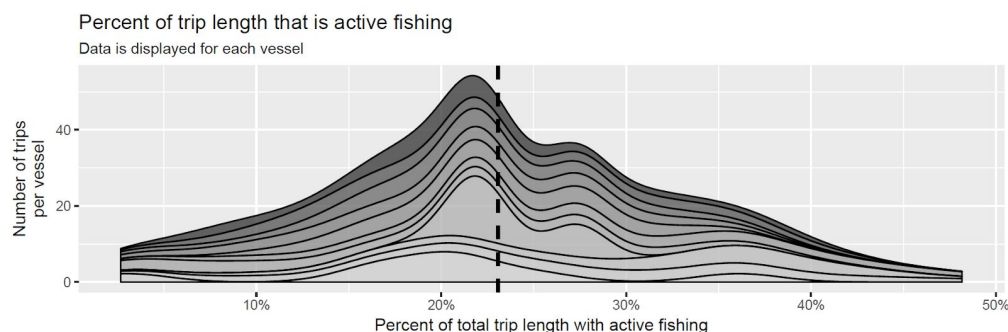 Percent of trip length that is active fishing
Data is displayed for each vessel
Number of trips
per vessel
40
20
0
10%
20%
30%
40%
50%
Percent of total trip length with active fishing